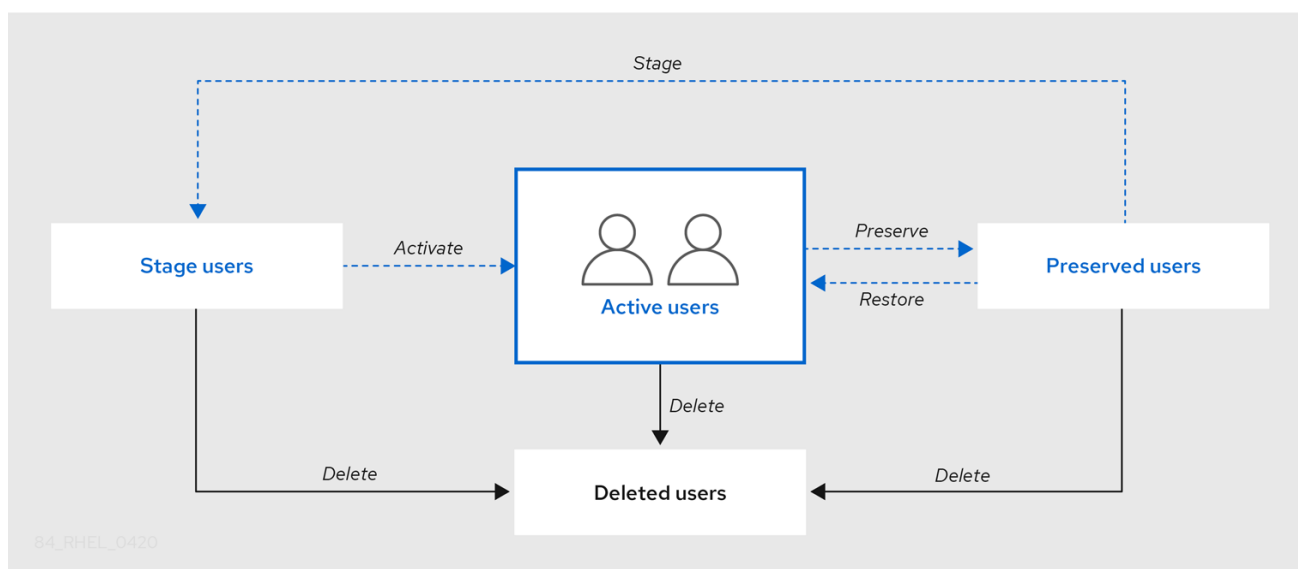 Stage
Stage users
Activate
Active users
Preserve
Restore
Preserved users
Delete
Delete
Deleted users
Delete
84_RHEL_0420